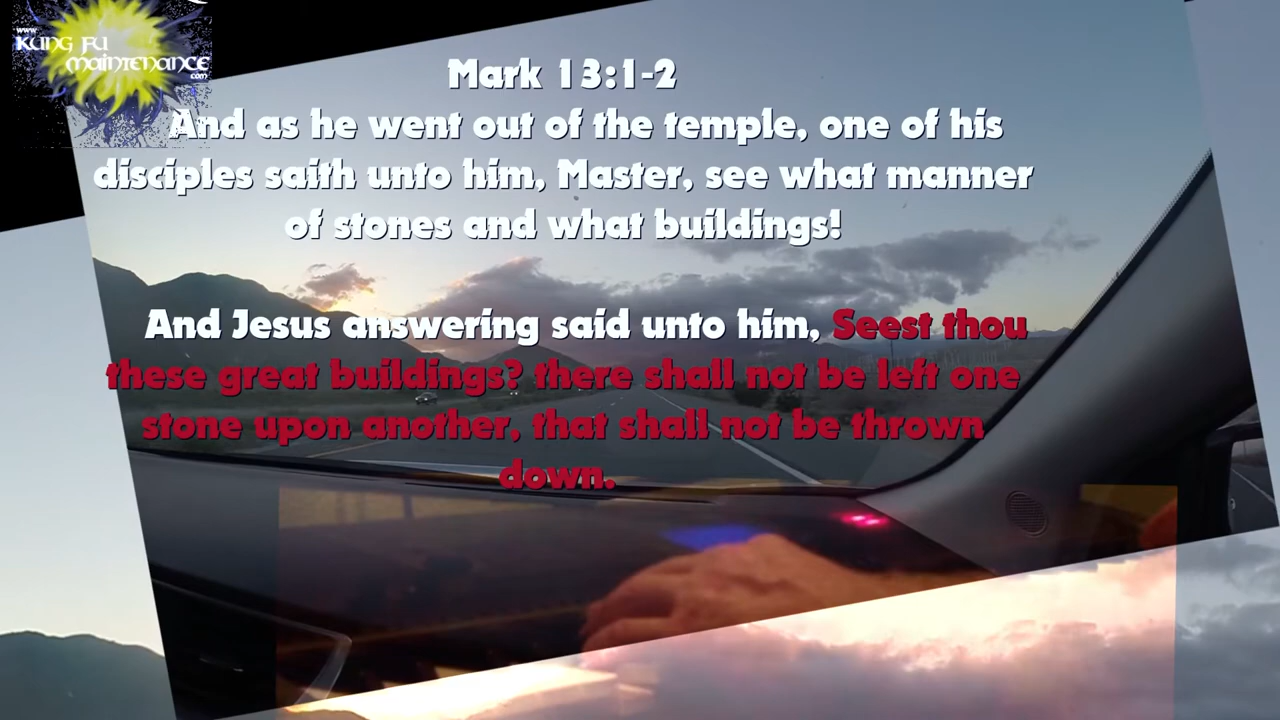 www
KUNG FU
MAINTENANCE
.com
Mark 13:1-2
And as he went out of the temple, one of his
disciples saith unto him, Master, see what manner
of stones and what buildings!
And Jesus answering said unto him, Seest thou
these great buildings? there shall not be left one
stone upon another, that shall not be thrown
down.